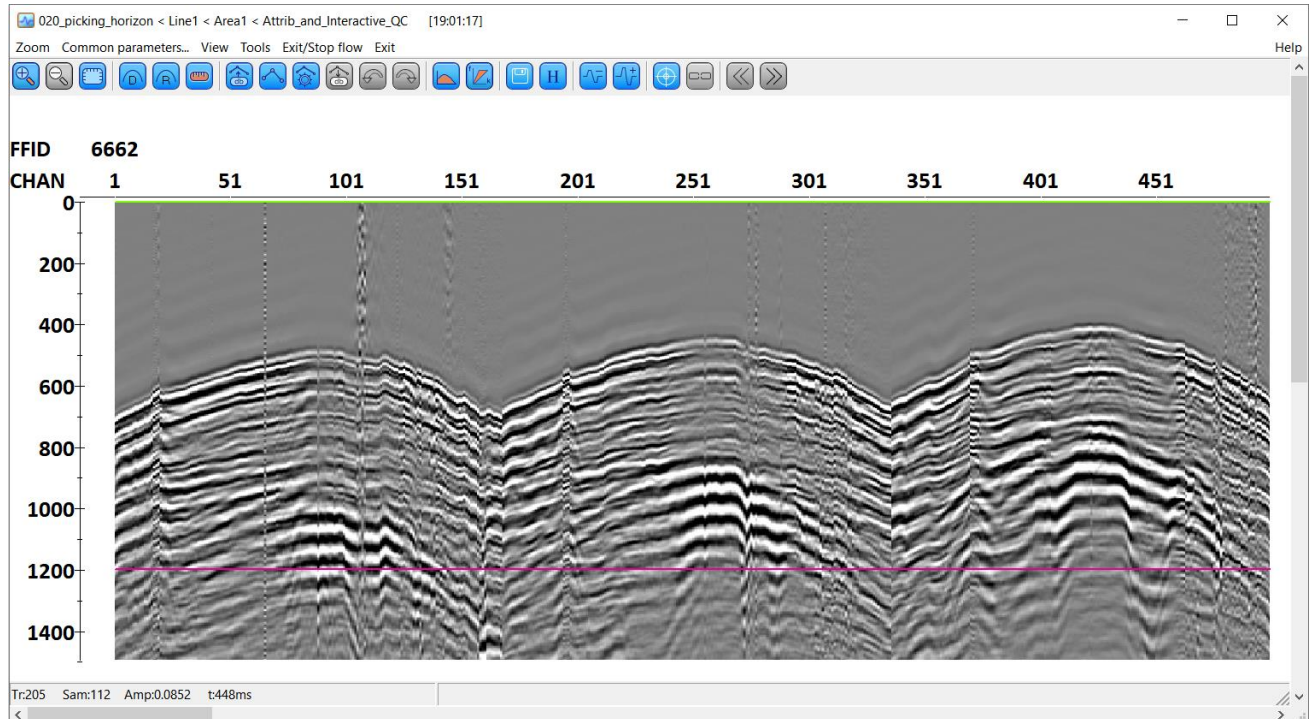 020_picking_horizon < Line1 < Area1 < Attrib_and_Interactive_QC [19:01:17]
Zoom Common parameters... View Tools Exit/Stop flow Exit Help
D R H
FFID 6662
CHAN 1 51 101 151 201 251 301 351 401 451
0
200
400
600
800
1000
1200
1400
Tr:205 Sam:112 Amp:0.0852 t:448ms